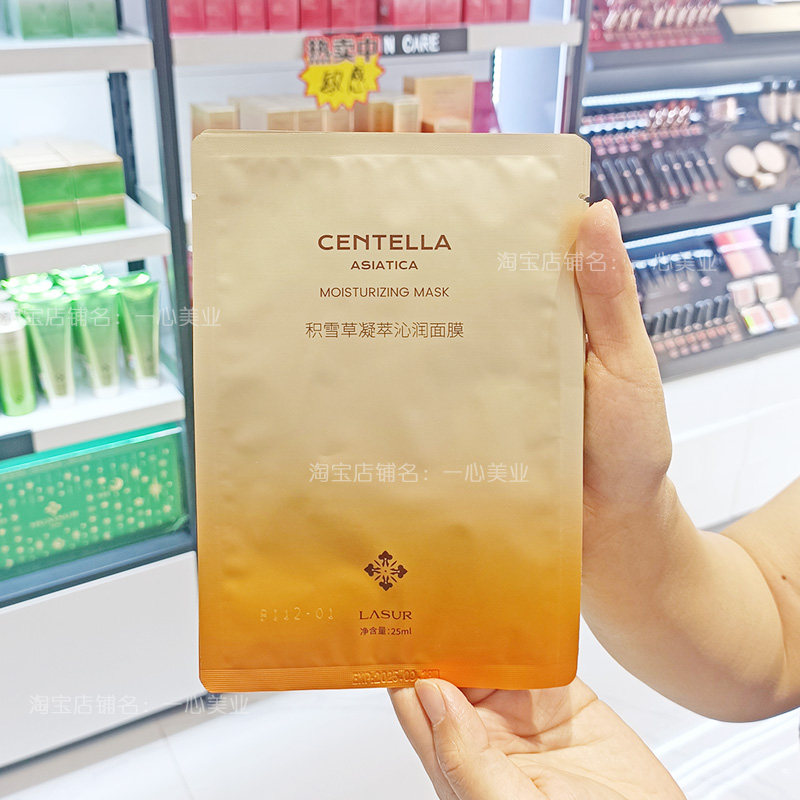 热卖中
N CARE
敏感
CENTELLA
ASIATICA
MOISTURIZING MASK
积雪草凝萃沁润面膜
淘宝店铺名：一心美业
淘宝店铺名：一心美业
淘宝店铺名：一心美业
LASUR
净含量:25ml
淘宝店铺名：一心美业